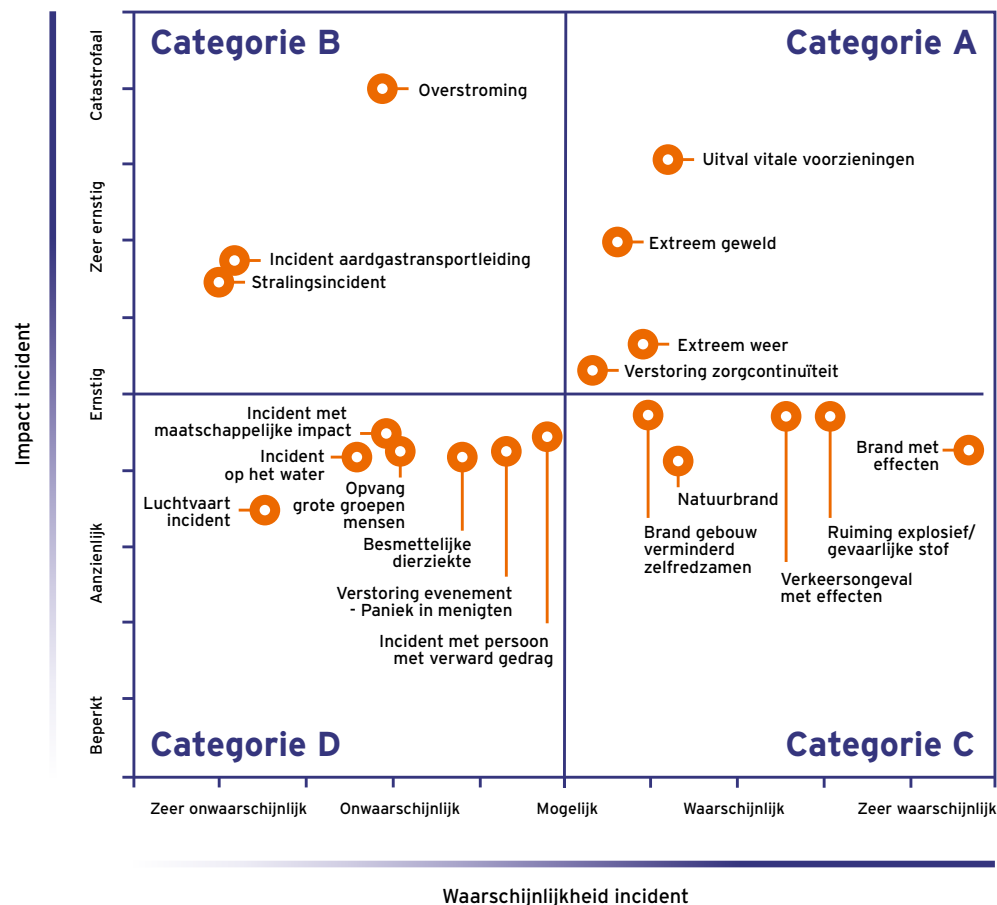 Categorie B
Categorie A
Overstroming
Uitval vitale voorzieningen
Extreem geweld
Incident aardgastransportleiding
Stralingsincident
Extreem weer
Verstoring zorgcontinuïteit
Incident met
maatschappelijke impact
Incident
op het water
Luchtvaart
incident
Opvang
grote groepen
mensen
Besmettelijke
dierziekte
Verstoring evenement
- Paniek in menigten
Incident met persoon
met verward gedrag
Brand met
effecten
Natuurbrand
Brand gebouw
verminderd
zelfredzamen
Ruiming explosief/
gevaarlijke stof
Verkeersongeval
met effecten
Categorie D
Categorie C
Impact incident
Catastrofaal
Zeer ernstig
Ernstig
Aanzienlijk
Beperkt
Zeer onwaarschijnlijk
Onwaarschijnlijk
Mogelijk
Waarschijnlijk
Zeer waarschijnlijk
Waarschijnlijkheid incident